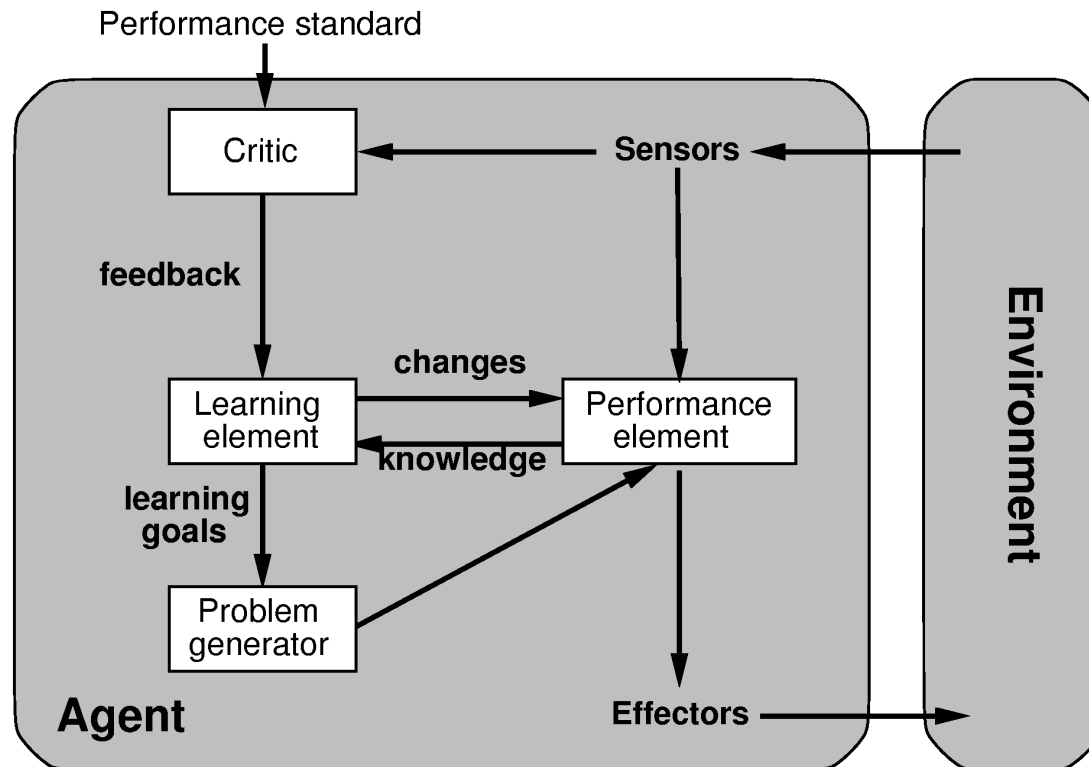 Performance standard
Critic
Sensors
feedback
changes
Learning
element
Performance
element
knowledge
learning
goals
Problem
generator
Agent
Effectors
Environment